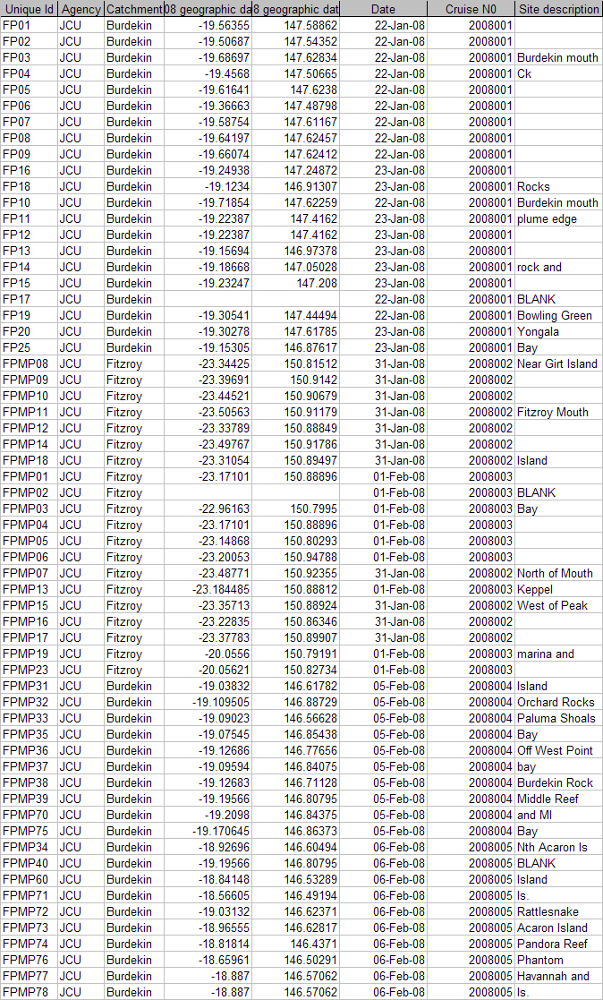 Unique Id Agency Catchment 08 geographic da 8 geographic dat Date Cruise N0 Site description
FP01 JCU Burdekin -19.56355 147.58862 22-Jan-08 2008001
FP02 JCU Burdekin -19.50687 147.54352 22-Jan-08 2008001
FP03 JCU Burdekin -19.68697 147.62834 22-Jan-08 2008001 Burdekin mouth
FP04 JCU Burdekin -19.4568 147.50665 22-Jan-08 2008001 Ck
FP05 JCU Burdekin -19.61641 147.6238 22-Jan-08 2008001
FP06 JCU Burdekin -19.36663 147.48798 22-Jan-08 2008001
FP07 JCU Burdekin -19.58754 147.61167 22-Jan-08 2008001
FP08 JCU Burdekin -19.64197 147.62457 22-Jan-08 2008001
FP09 JCU Burdekin -19.66074 147.62412 22-Jan-08 2008001
FP16 JCU Burdekin -19.24938 147.24872 23-Jan-08 2008001
FP18 JCU Burdekin -19.1234 146.91307 23-Jan-08 2008001 Rocks
FP10 JCU Burdekin -19.71854 147.62259 22-Jan-08 2008001 Burdekin mouth
FP11 JCU Burdekin -19.22387 147.4162 23-Jan-08 2008001 plume edge
FP12 JCU Burdekin -19.22387 147.4162 23-Jan-08 2008001
FP13 JCU Burdekin -19.15694 146.97378 23-Jan-08 2008001
FP14 JCU Burdekin -19.18668 147.05028 23-Jan-08 2008001 rock and
FP15 JCU Burdekin -19.23247 147.208 23-Jan-08 2008001
FP17 JCU Burdekin 22-Jan-08 2008001 BLANK
FP19 JCU Burdekin -19.30541 147.44494 22-Jan-08 2008001 Bowling Green
FP20 JCU Burdekin -19.30278 147.61785 23-Jan-08 2008001 Yongala
FP25 JCU Burdekin -19.15305 146.87617 23-Jan-08 2008001 Bay
FPMP08 JCU Fitzroy -23.34425 150.81512 31-Jan-08 2008002 Near Girt Island
FPMP09 JCU Fitzroy -23.39691 150.9142 31-Jan-08 2008002
FPMP10 JCU Fitzroy -23.44521 150.90679 31-Jan-08 2008002
FPMP11 JCU Fitzroy -23.50563 150.91179 31-Jan-08 2008002 Fitzroy Mouth
FPMP12 JCU Fitzroy -23.33789 150.88849 31-Jan-08 2008002
FPMP14 JCU Fitzroy -23.49767 150.91786 31-Jan-08 2008002
FPMP18 JCU Fitzroy -23.31054 150.89497 31-Jan-08 2008002 Island
FPMP01 JCU Fitzroy -23.17101 150.88896 01-Feb-08 2008003
FPMP02 JCU Fitzroy 01-Feb-08 2008003 BLANK
FPMP03 JCU Fitzroy -22.96163 150.7995 01-Feb-08 2008003 Bay
FPMP04 JCU Fitzroy -23.17101 150.88896 01-Feb-08 2008003
FPMP05 JCU Fitzroy -23.14868 150.80293 01-Feb-08 2008003
FPMP06 JCU Fitzroy -23.20053 150.94788 01-Feb-08 2008003
FPMP07 JCU Fitzroy -23.48771 150.92355 31-Jan-08 2008002 North of Mouth
FPMP13 JCU Fitzroy -23.184485 150.88812 01-Feb-08 2008003 Keppel
FPMP15 JCU Fitzroy -23.35713 150.88924 31-Jan-08 2008002 West of Peak
FPMP16 JCU Fitzroy -23.22835 150.86346 31-Jan-08 2008002
FPMP17 JCU Fitzroy -23.37783 150.89907 31-Jan-08 2008002
FPMP19 JCU Fitzroy -20.0556 150.79191 01-Feb-08 2008003 marina and
FPMP23 JCU Fitzroy -20.05621 150.82734 01-Feb-08 2008003
FPMP31 JCU Burdekin -19.03832 146.61782 05-Feb-08 2008004 Island
FPMP32 JCU Burdekin -19.109505 146.88729 05-Feb-08 2008004 Orchard Rocks
FPMP33 JCU Burdekin -19.09023 146.56628 05-Feb-08 2008004 Paluma Shoals
FPMP35 JCU Burdekin -19.07545 146.85438 05-Feb-08 2008004 Bay
FPMP36 JCU Burdekin -19.12686 146.77656 05-Feb-08 2008004 Off West Point
FPMP37 JCU Burdekin -19.09594 146.84075 05-Feb-08 2008004 bay
FPMP38 JCU Burdekin -19.12683 146.71128 05-Feb-08 2008004 Burdekin Rock
FPMP39 JCU Burdekin -19.19566 146.80795 05-Feb-08 2008004 Middle Reef
FPMP70 JCU Burdekin -19.2098 146.84375 05-Feb-08 2008004 and MI
FPMP75 JCU Burdekin -19.170645 146.86373 05-Feb-08 2008004 Bay
FPMP34 JCU Burdekin -18.92696 146.60494 06-Feb-08 2008005 Nth Acaron Is
FPMP40 JCU Burdekin -19.19566 146.80795 06-Feb-08 2008005 BLANK
FPMP60 JCU Burdekin -18.84148 146.53289 06-Feb-08 2008005 Island
FPMP71 JCU Burdekin -18.56605 146.49194 06-Feb-08 2008005 Is.
FPMP72 JCU Burdekin -19.03132 146.62371 06-Feb-08 2008005 Rattlesnake
FPMP73 JCU Burdekin -18.96555 146.62817 06-Feb-08 2008005 Acaron Island
FPMP74 JCU Burdekin -18.81814 146.4371 06-Feb-08 2008005 Pandora Reef
FPMP76 JCU Burdekin -18.65961 146.50291 06-Feb-08 2008005 Phantom
FPMP77 JCU Burdekin -18.887 146.57062 06-Feb-08 2008005 Havannah and
FPMP78 JCU Burdekin -18.887 146.57062 06-Feb-08 2008005 Is.